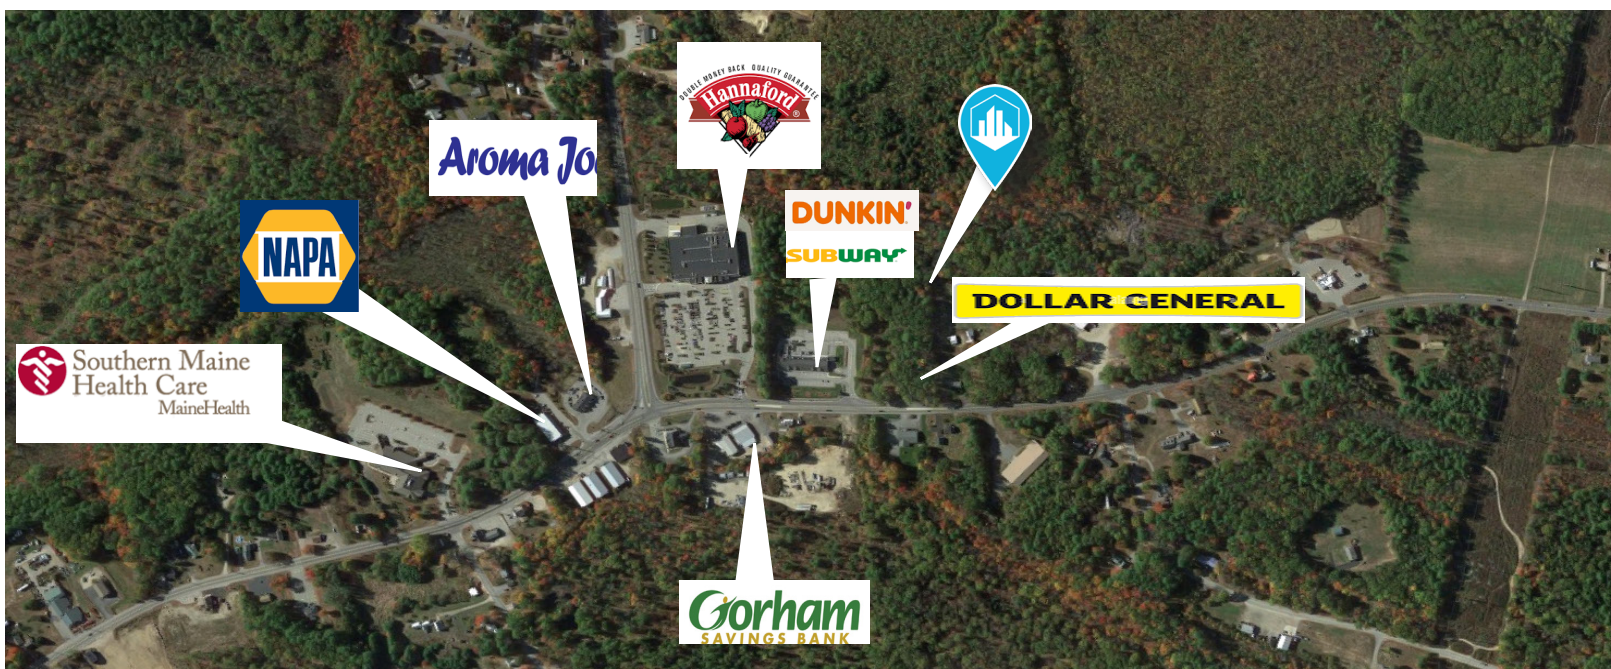 DOUBLE MONEY BACK QUALITY GUARANTEE
Hannaford
Aroma Jo
DUNKIN'
SUBWAY
NAPA
DOLLAR GENERAL
Southern Maine
Health Care
MaineHealth
Gorham
SAVINGS BANK